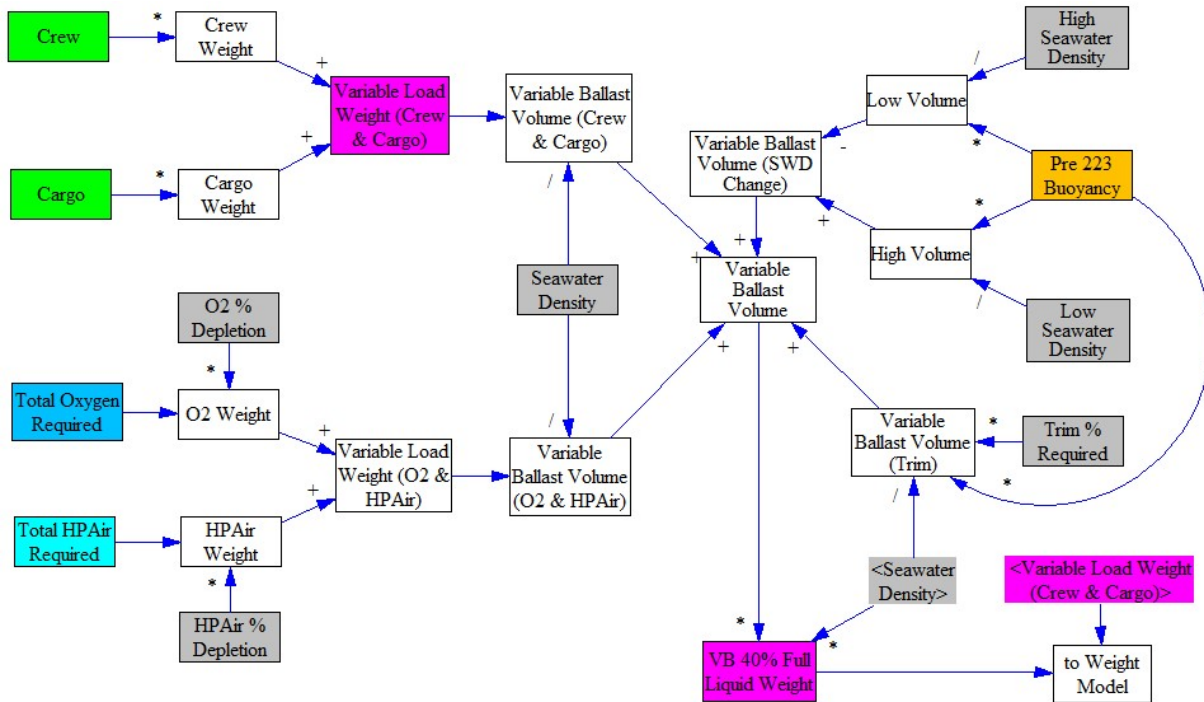 Crew
*
Crew
Weight
+
Variable Load
Weight (Crew
& Cargo)
+
Cargo
*
Cargo
Weight
Variable Ballast
Volume (Crew
& Cargo)
/
Seawater
Density
/
O2 %
Depletion
*
Total Oxygen
Required
O2 Weight
+
Variable Load
Weight (O2 &
HPAir)
+
Total HPAir
Required
HPAir
Weight
*
HPAir %
Depletion
Variable
Ballast Volume
(O2 & HPAir)
High
Seawater
Density
/
Low Volume
-
*
Variable Ballast
Volume (SWD
Change)
Pre 223
Buoyancy
*
+
High Volume
/
Low
Seawater
Density
+
+
Variable
Ballast
Volume
+
+
Variable
Ballast Volume
(Trim)
*
Trim %
Required
*
/
<Seawater
Density>
<Variable Load Weight
(Crew & Cargo)>
*
*
VB 40% Full
Liquid Weight
to Weight
Model